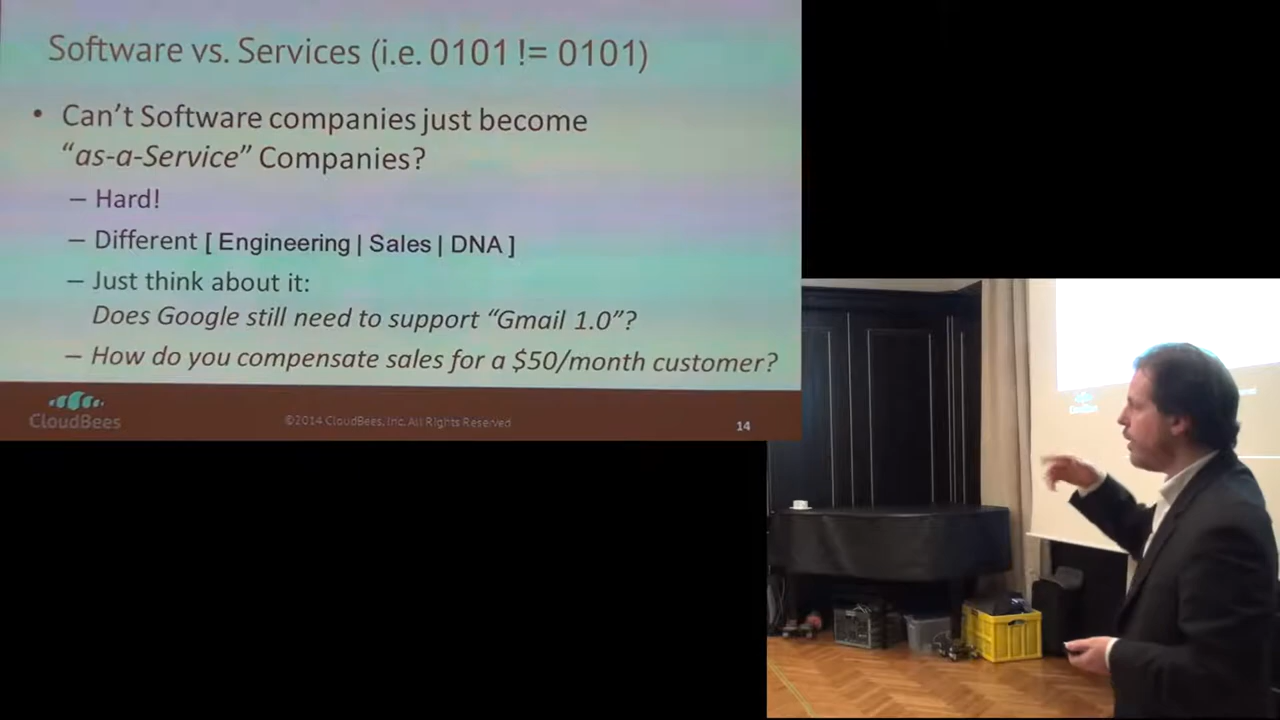 Software vs. Services (i.e. 0101 != 0101)
• Can't Software companies just become
"as-a-Service" Companies?
– Hard!
– Different [ Engineering | Sales | DNA ]
– Just think about it:
Does Google still need to support "Gmail 1.0"?
– How do you compensate sales for a $50/month customer?
CloudBees
©2014 CloudBees, Inc. All Rights Reserved
14